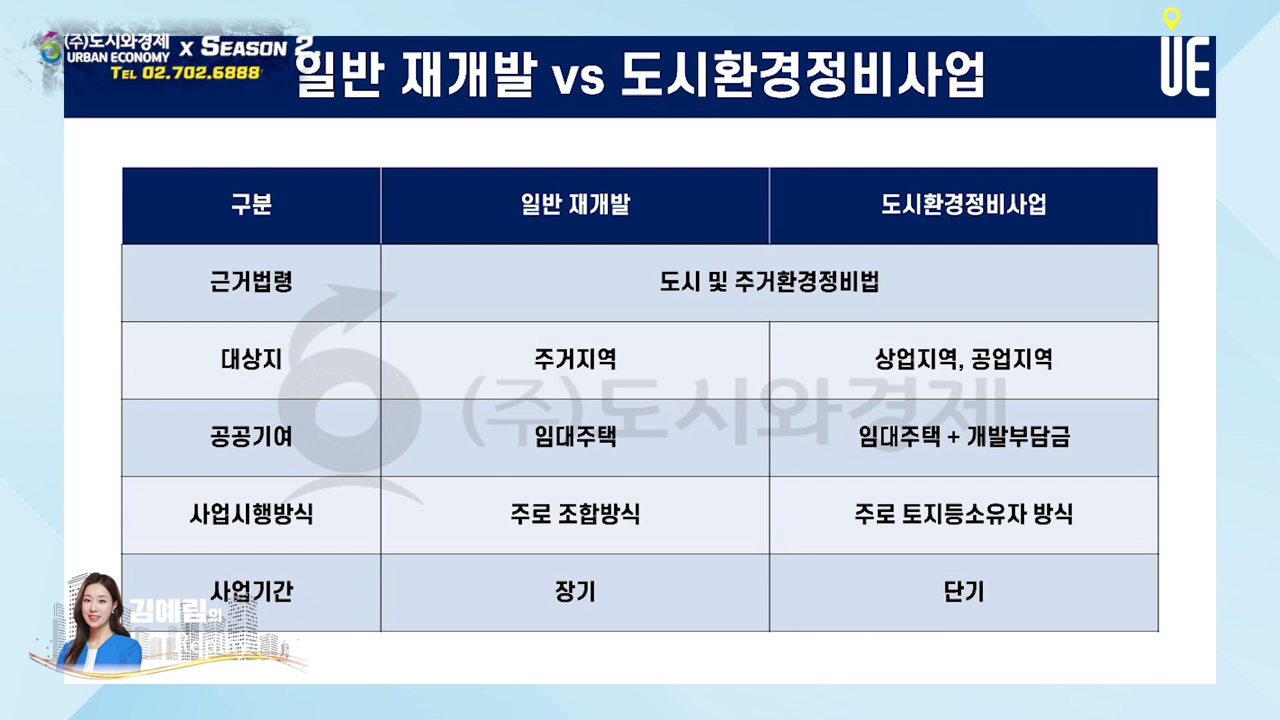 (주)도시와경제
URBAN ECONOMY
X SEASON 2
TEL 02.702.6888
일반 재개발 vs 도시환경정비사업
UE
구분 일반 재개발 도시환경정비사업
근거법령 도시 및 주거환경정비법
대상지 주거지역 상업지역, 공업지역
공공기여 임대주택 임대주택 + 개발부담금
사업시행방식 주로 조합방식 주로 토지등소유자 방식
사업기간 장기 단기
(주)도시와경제
김예림의